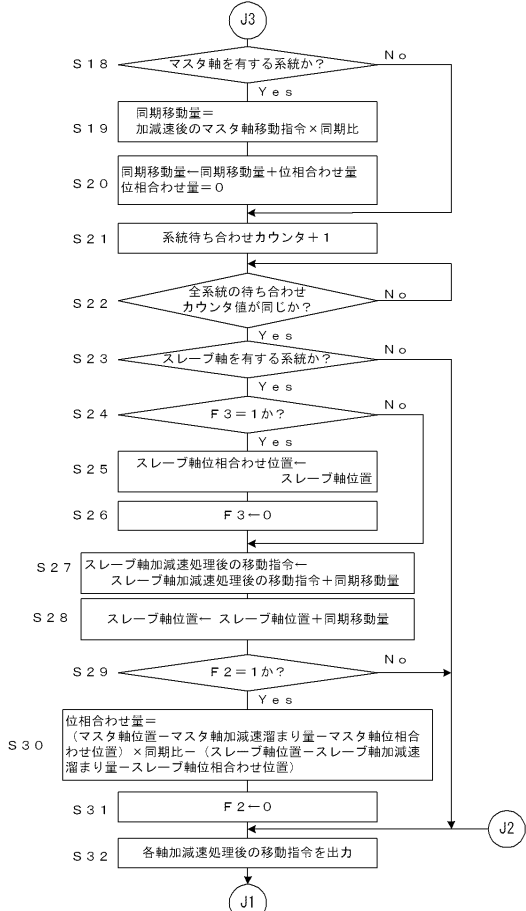 J3
S18
マスタ軸を有する系統か?
No
Yes
S19
同期移動量=
加減速後のマスタ軸移動指令×同期比
S20
同期移動量←同期移動量+位相合わせ量
位相合わせ量=0
S21
系統待ち合わせカウンタ+1
S22
全系統の待ち合わせ
カウンタ値が同じか?
No
Yes
S23
スレーブ軸を有する系統か?
No
Yes
S24
F3=1か?
No
Yes
S25
スレーブ軸位相合わせ位置←
スレーブ軸位置
S26
F3←0
S27
スレーブ軸加減速処理後の移動指令←
スレーブ軸加減速処理後の移動指令+同期移動量
S28
スレーブ軸位置← スレーブ軸位置+同期移動量
S29
F2=1か?
No
Yes
S30
位相合わせ量=
(マスタ軸位置-マスタ軸加減速溜まり量-マスタ軸位相合
わせ位置)×同期比-(スレーブ軸位置-スレーブ軸加減速
溜まり量-スレーブ軸位相合わせ位置)
S31
F2←0
J2
S32
各軸加減速処理後の移動指令を出力
J1